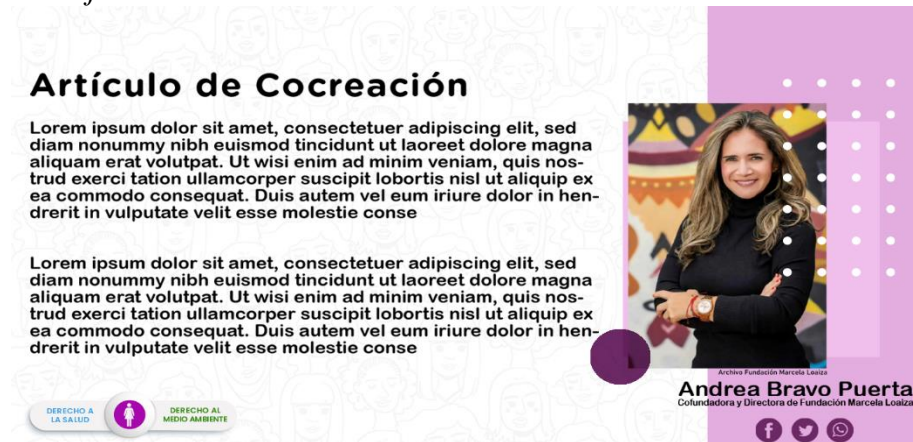 Artículo de Cocreación
Lorem ipsum dolor sit amet, consectetuer adipiscing elit, sed
diam nonummy nibh euismod tincidunt ut laoreet dolore magna
aliquam erat volutpat. Ut wisi enim ad minim veniam, quis nos-
trud exerci tation ullamcorper suscipit lobortis nisl ut aliquip ex
ea commodo consequat. Duis autem vel eum iriure dolor in hen-
drerit in vulputate velit esse molestie conse
Lorem ipsum dolor sit amet, consectetuer adipiscing elit, sed
diam nonummy nibh euismod tincidunt ut laoreet dolore magna
aliquam erat volutpat. Ut wisi enim ad minim veniam, quis nos-
trud exerci tation ullamcorper suscipit lobortis nisl ut aliquip ex
ea commodo consequat. Duis autem vel eum iriure dolor in hen-
drerit in vulputate velit esse molestie conse
Archivo Fundación Marcela Loaiza
Andrea Bravo Puerta
Cofundadora y Directora de Fundación Marcela Loaiza
DERECHO A
LA SALUD
DERECHO AL
MEDIO AMBIENTE